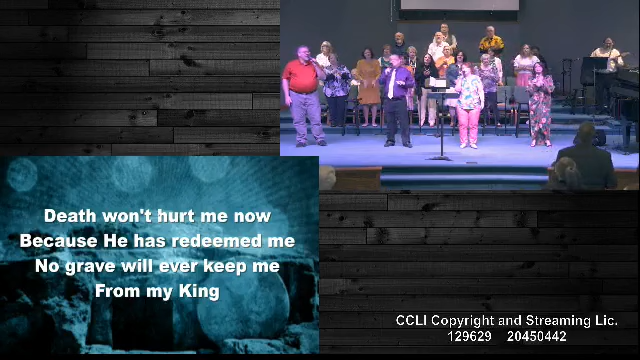 Death won't hurt me now
Because He has redeemed me
No grave will ever keep me
From my King
CCLI Copyright and Streaming Lic.
129629 20450442